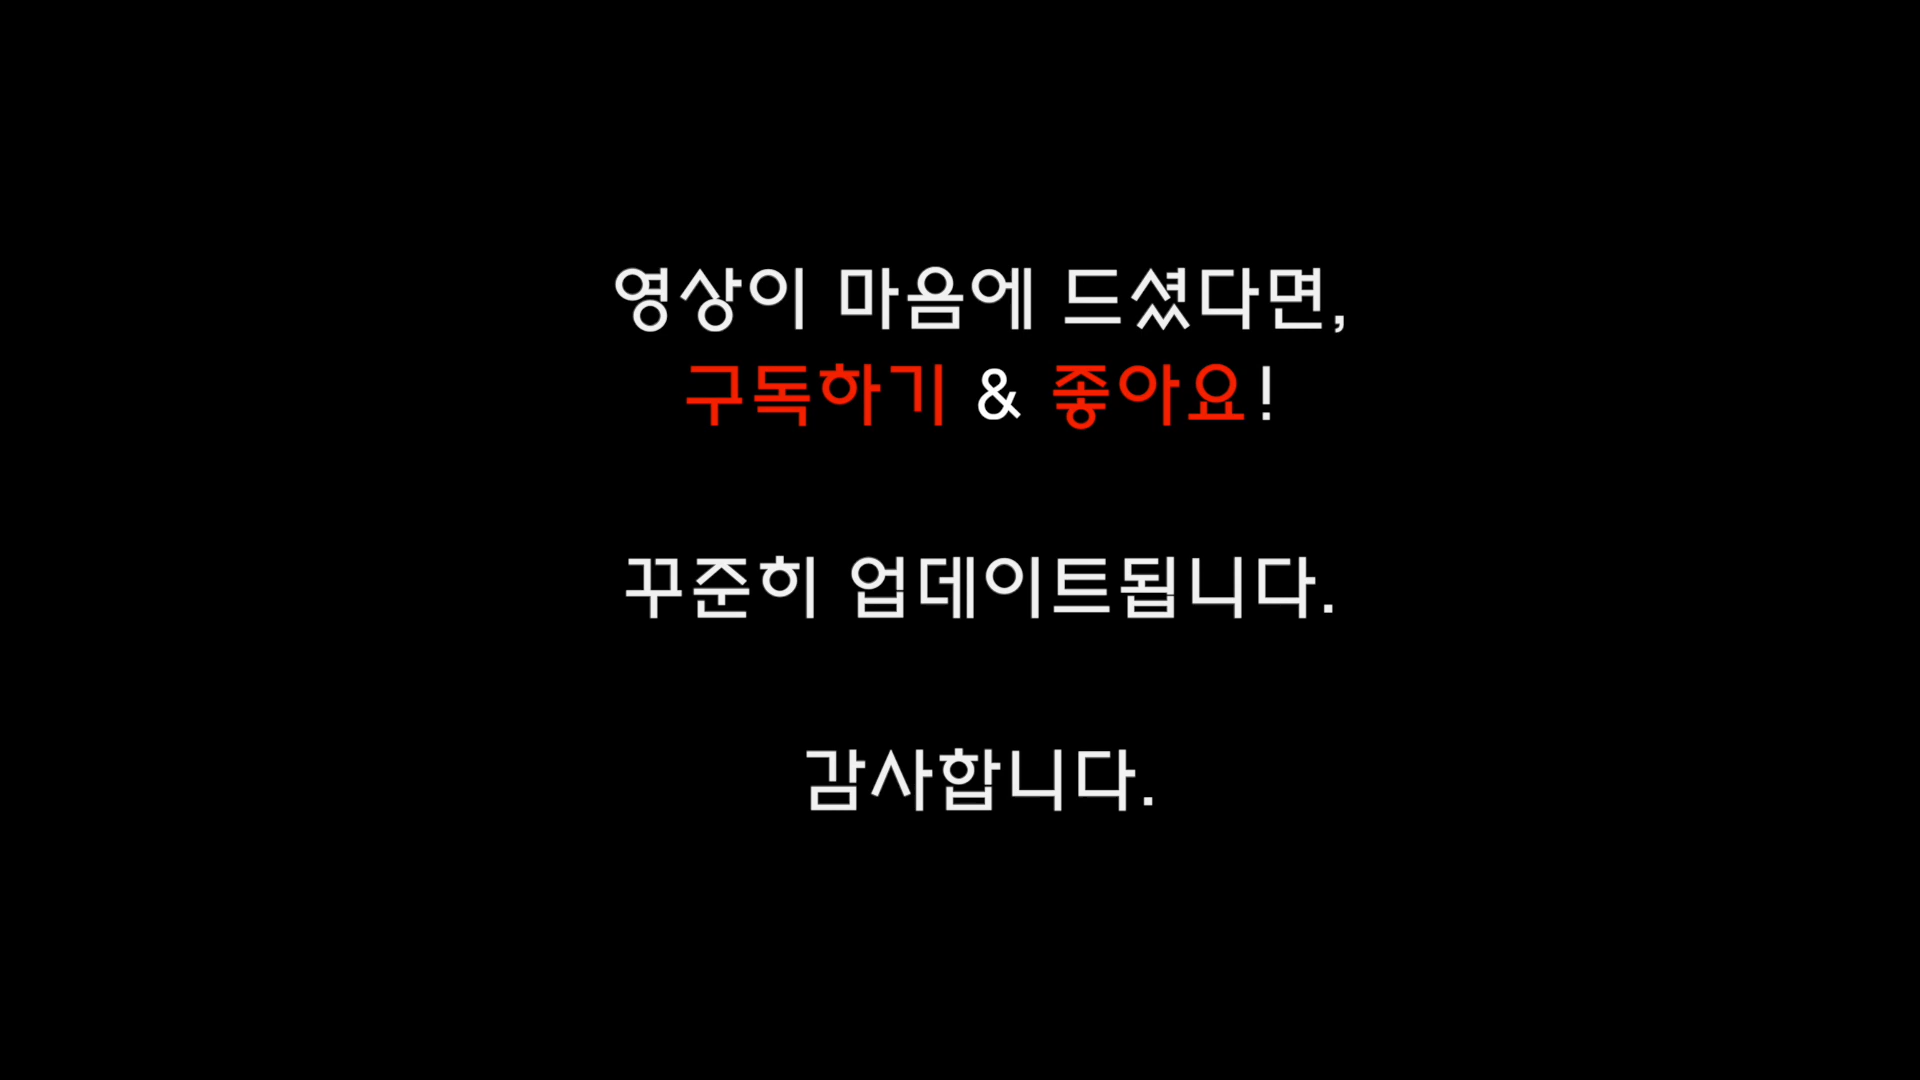 영상이 마음에 드셨다면,
구독하기 & 좋아요!
꾸준히 업데이트됩니다.
감사합니다.